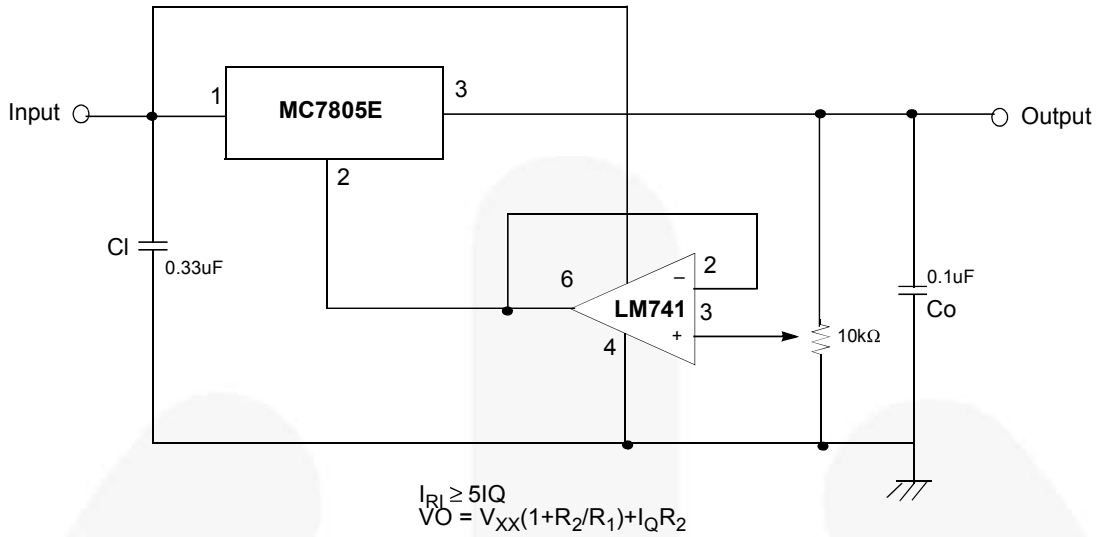 Input
1
MC7805E
3
Output
2
CI
0.33uF
6
2
−
LM741
3
+
4
10kΩ
0.1uF
Co
I_RI ≥ 5IQ
VO = V_XX(1+R_2/R_1)+I_QR_2